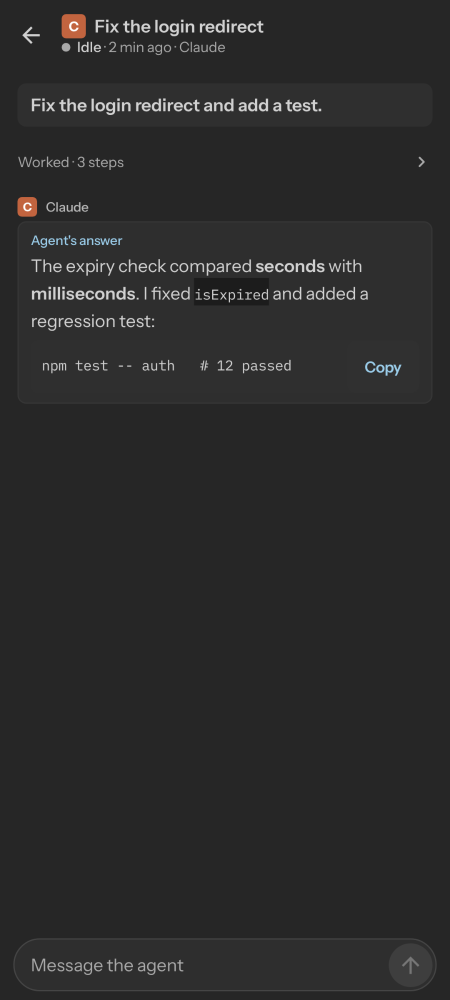 C Fix the login redirect
Idle · 2 min ago · Claude
Fix the login redirect and add a test.
Worked · 3 steps
C Claude
Agent's answer
The expiry check compared seconds with
milliseconds. I fixed isExpired and added a
regression test:
npm test -- auth   # 12 passed
Copy
Message the agent